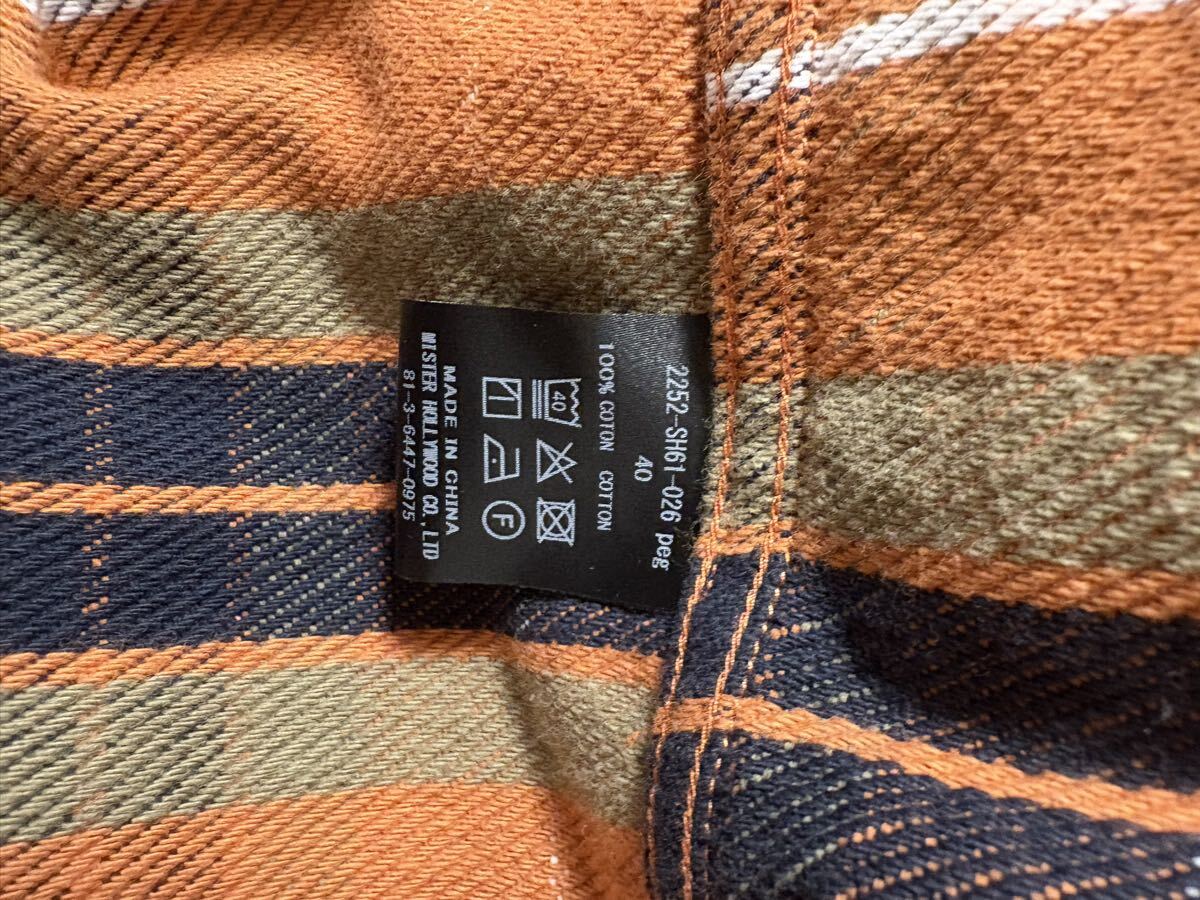 2252-SH61-026 peg
40
100% COTON COTTON
40
F
MADE IN CHINA
MISTER HOLLYWOOD CO., LTD
81-3-6447-0975